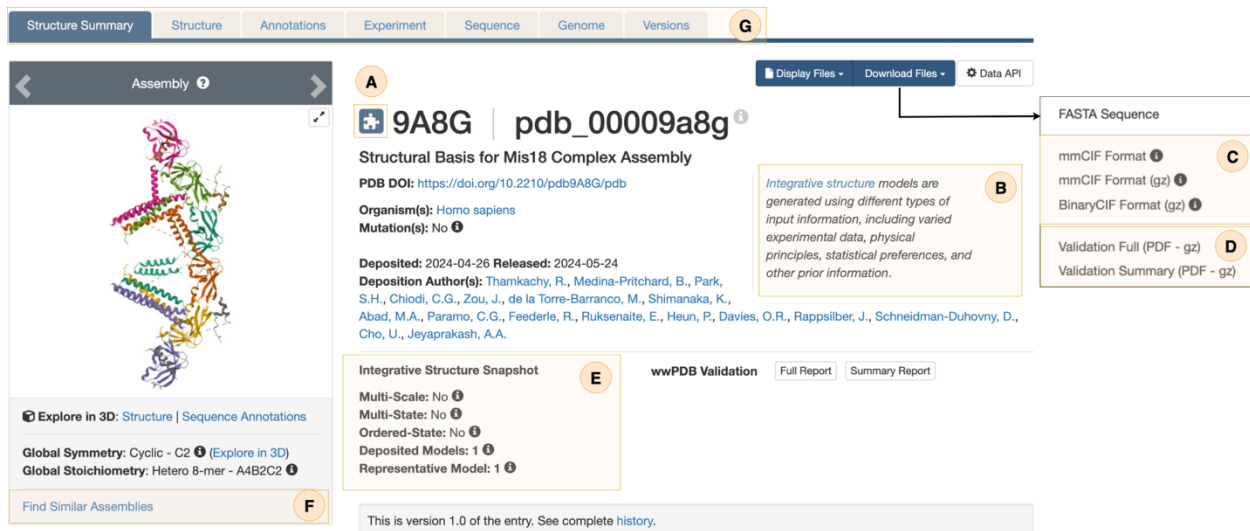 Structure Summary Structure Annotations Experiment Sequence Genome Versions G
Assembly
A
Display Files Download Files Data API
9A8G pdb_00009a8g
Structural Basis for Mis18 Complex Assembly
PDB DOI: https://doi.org/10.2210/pdb9A8G/pdb
Organism(s): Homo sapiens
Mutation(s): No
Deposited: 2024-04-26 Released: 2024-05-24
Deposition Author(s): Thamkachy, R., Medina-Pritchard, B., Park,
S.H., Chiodi, C.G., Zou, J., de la Torre-Barranco, M., Shimanaka, K.,
Abad, M.A., Paramo, C.G., Feederle, R., Ruksenaite, E., Heun, P., Davies, O.R., Rappsilber, J., Schneidman-Duhovny, D.,
Cho, U., Jeyaprakash, A.A.
B
Integrative structure models are
generated using different types of
input information, including varied
experimental data, physical
principles, statistical preferences, and
other prior information.
FASTA Sequence
mmCIF Format
C
mmCIF Format (gz)
BinaryCIF Format (gz)
Validation Full (PDF - gz)
D
Validation Summary (PDF - gz)
Integrative Structure Snapshot
E
Multi-Scale: No
Multi-State: No
Ordered-State: No
Deposited Models: 1
Representative Model: 1
wwPDB Validation Full Report Summary Report
Explore in 3D: Structure | Sequence Annotations
Global Symmetry: Cyclic - C2 (Explore in 3D)
Global Stoichiometry: Hetero 8-mer - A4B2C2
Find Similar Assemblies
F
This is version 1.0 of the entry. See complete history.